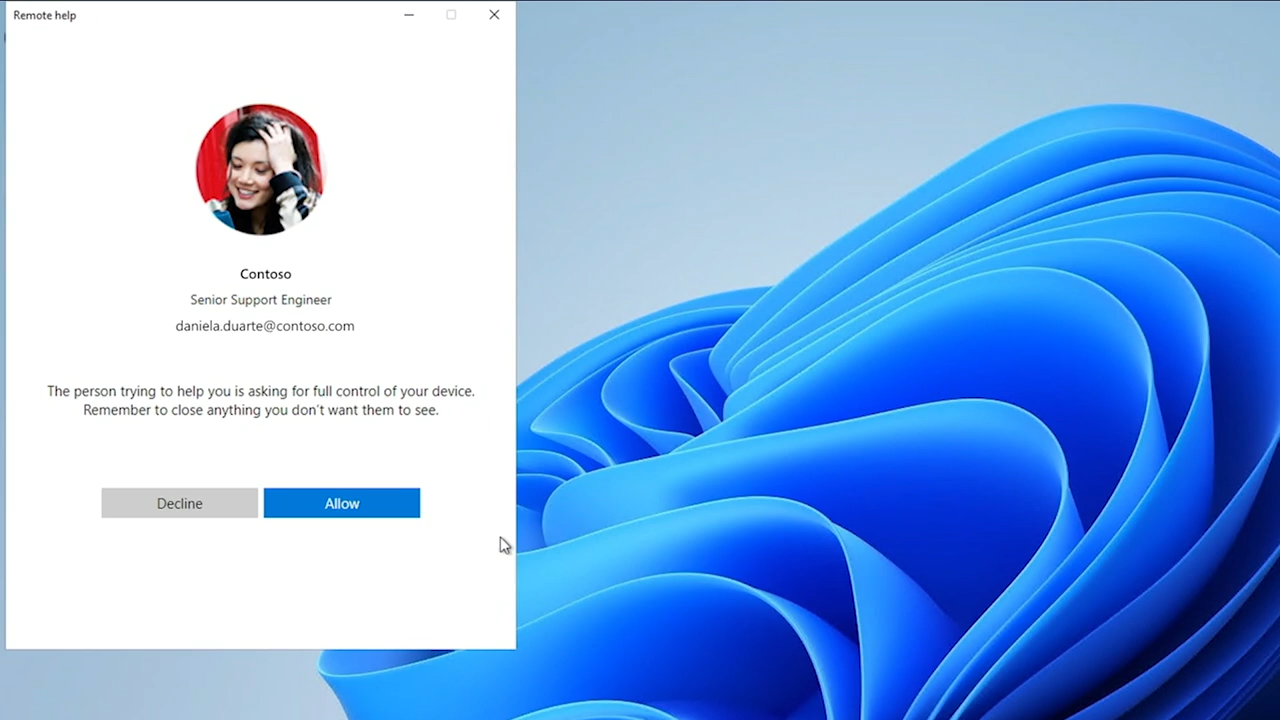 Remote help
Contoso
Senior Support Engineer
daniela.duarte@contoso.com
The person trying to help you is asking for full control of your device.
Remember to close anything you don't want them to see.
Decline
Allow